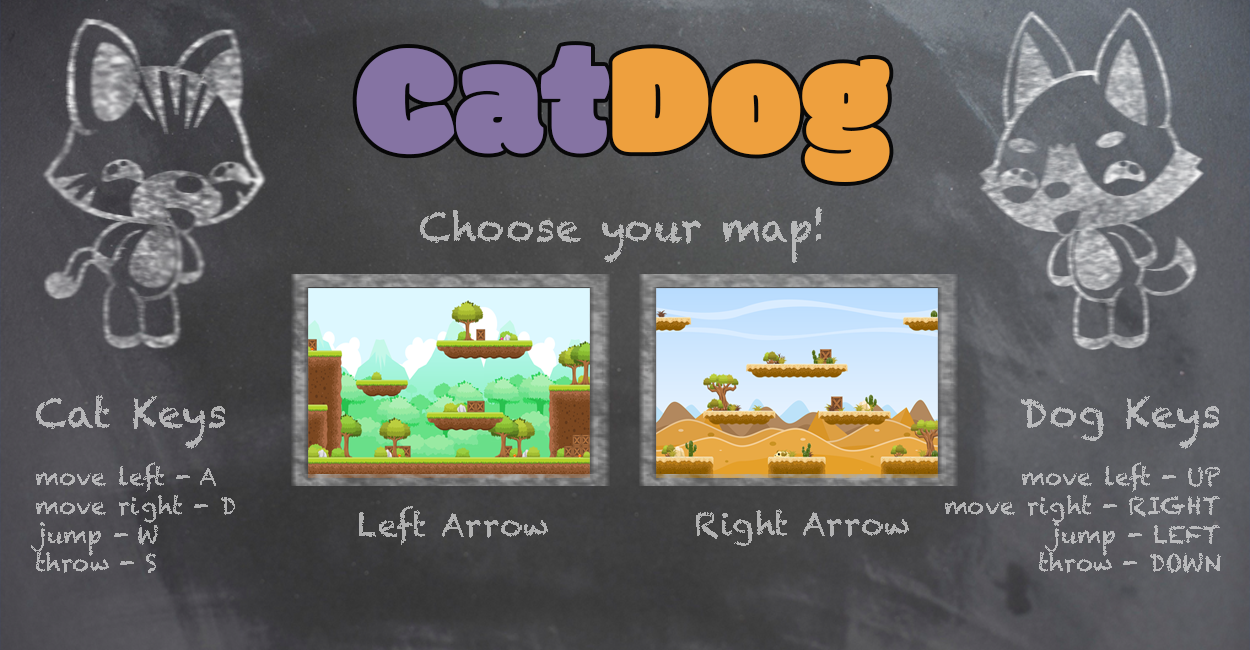 CatDog
Choose your map!
Left Arrow
Right Arrow
Cat Keys
move left - A
move right - D
jump - W
throw - S
Dog Keys
move left - UP
move right - RIGHT
jump - LEFT
throw - DOWN